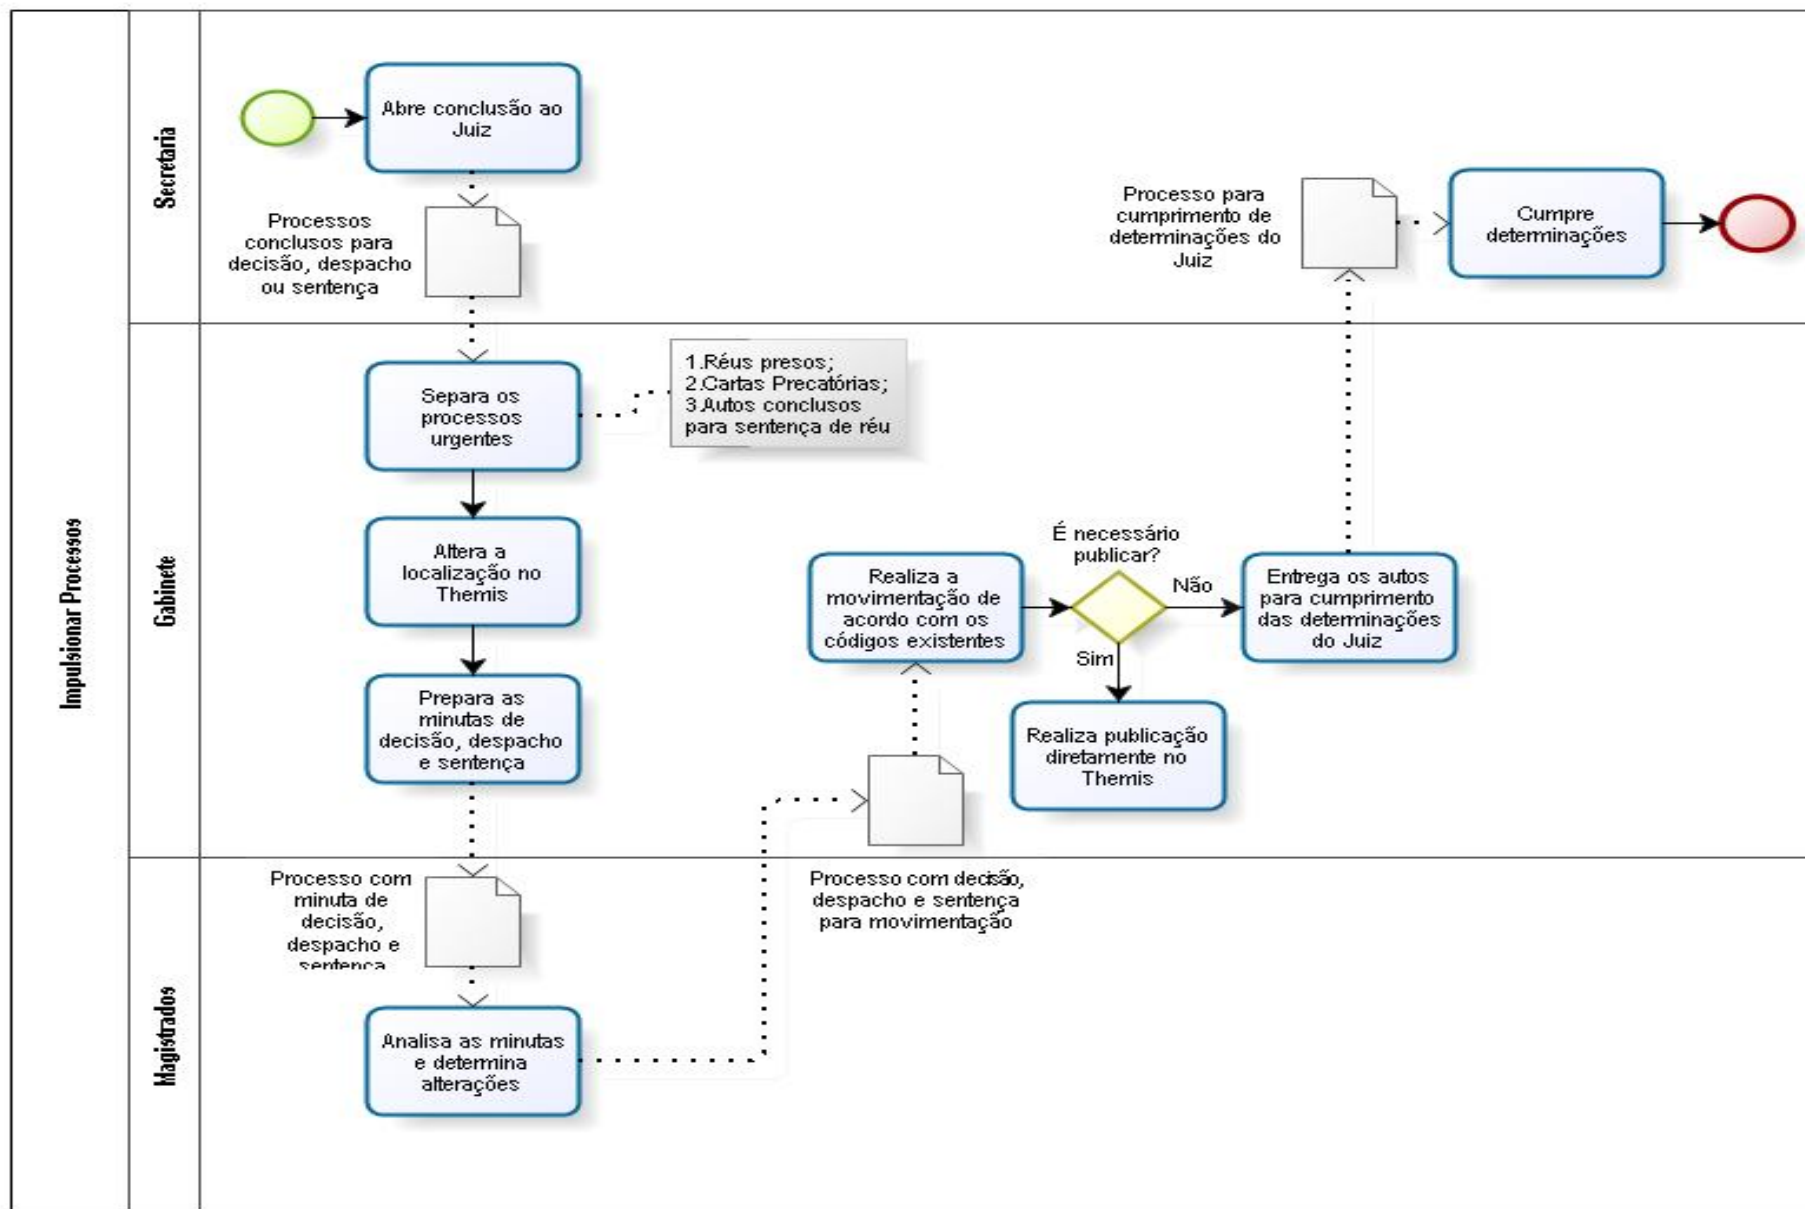 Impulsionar Processos
Secretaria
Abre conclusão ao
Juiz
Processos
conclusos para
decisão, despacho
ou sentença
Processo para
cumprimento de
determinações do
Juiz
Cumpre
determinações
Gabinete
Separa os
processos
urgentes
1.Réus presos;
2.Cartas Precatórias;
3.Autos conclusos
para sentença de réu
Altera a
localização no
Themis
Prepara as
minutas de
decisão, despacho
e sentença
Realiza a
movimentação de
acordo com os
códigos existentes
É necessário
publicar?
Não
Sim
Entrega os autos
para cumprimento
das determinações
do Juiz
Realiza publicação
diretamente no
Themis
Magistrados
Processo com
minuta de
decisão,
despacho e
sentença
Processo com decisão,
despacho e sentença
para movimentação
Analisa as minutas
e determina
alterações